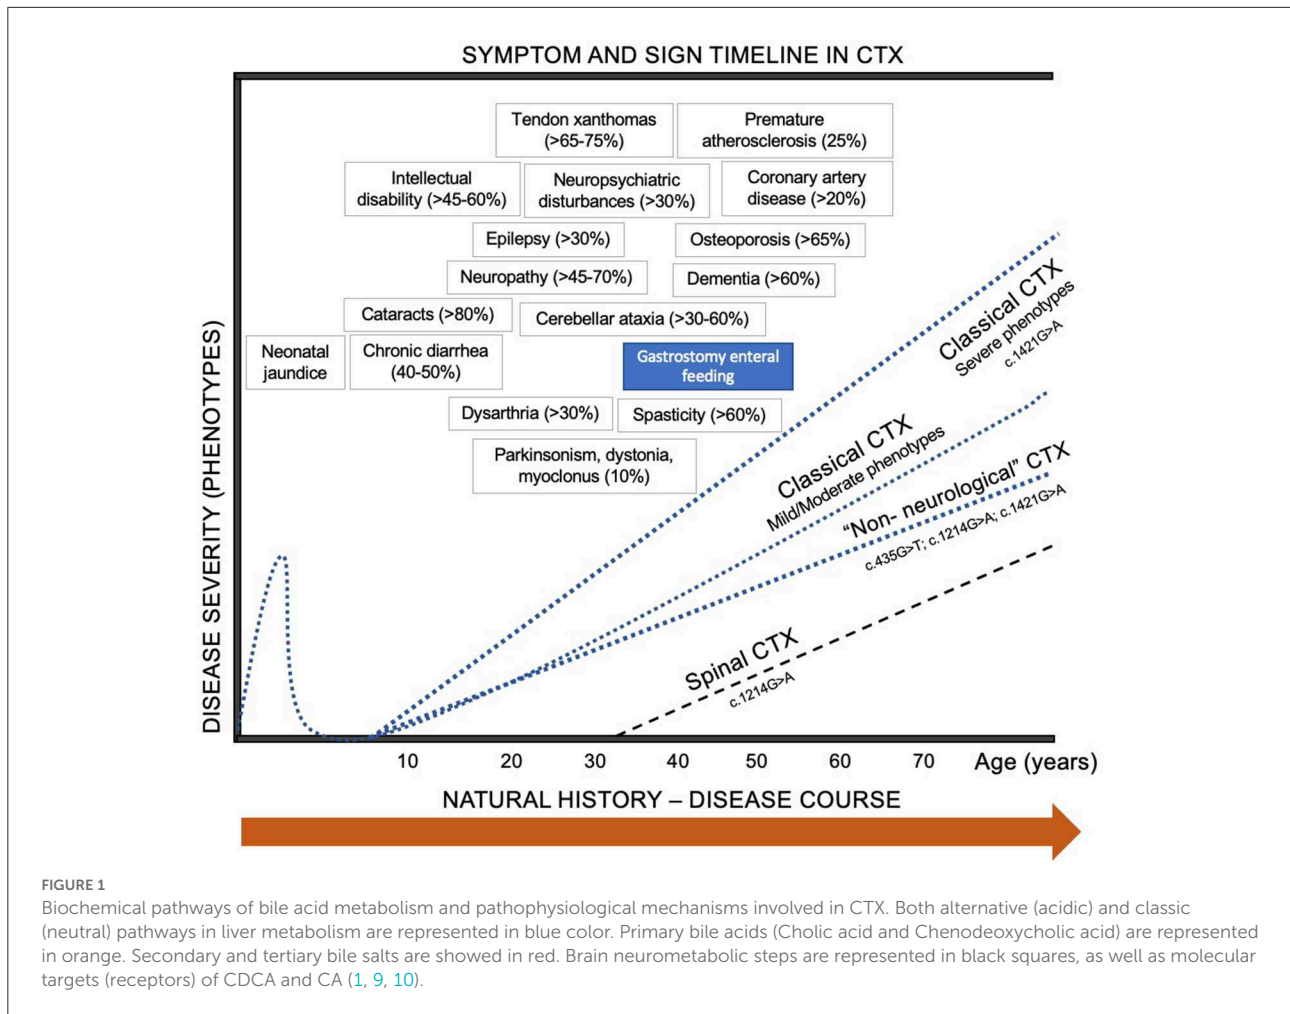 SYMPTOM AND SIGN TIMELINE IN CTX
Tendon xanthomas
(>65-75%)
Premature
atherosclerosis (25%)
Intellectual
disability (>45-60%)
Neuropsychiatric
disturbances (>30%)
Coronary artery
disease (>20%)
Epilepsy (>30%)
Osteoporosis (>65%)
Neuropathy (>45-70%)
Dementia (>60%)
Cataracts (>80%)
Cerebellar ataxia (>30-60%)
Neonatal
jaundice
Chronic diarrhea
(40-50%)
Gastrostomy enteral
feeding
Dysarthria (>30%)
Spasticity (>60%)
Parkinsonism, dystonia,
myoclonus (10%)
Classical CTX
Severe phenotypes
c.1421G>A
Classical CTX
Mild/Moderate phenotypes
“Non- neurological” CTX
c.435G>T; c.1214G>A; c.1421G>A
Spinal CTX
c.1214G>A
DISEASE SEVERITY (PHENOTYPES)
10 20 30 40 50 60 70 Age (years)
NATURAL HISTORY – DISEASE COURSE
FIGURE 1
Biochemical pathways of bile acid metabolism and pathophysiological mechanisms involved in CTX. Both alternative (acidic) and classic
(neutral) pathways in liver metabolism are represented in blue color. Primary bile acids (Cholic acid and Chenodeoxycholic acid) are represented
in orange. Secondary and tertiary bile salts are showed in red. Brain neurometabolic steps are represented in black squares, as well as molecular
targets (receptors) of CDCA and CA (1, 9, 10).